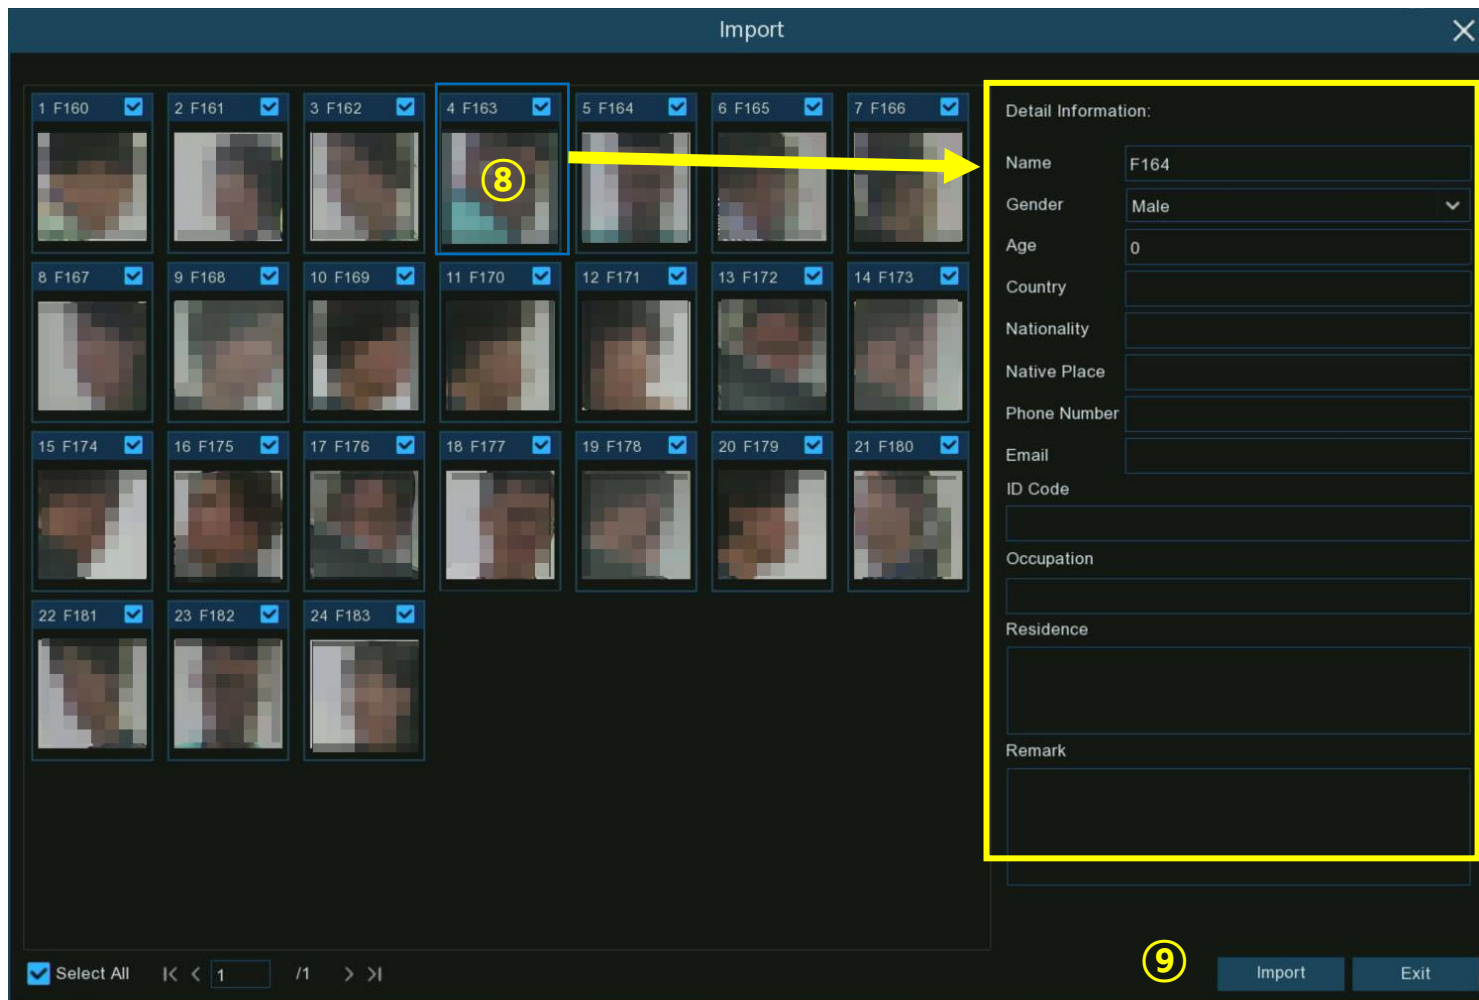 Import
1 F160
2 F161
3 F162
4 F163
5 F164
6 F165
7 F166
⑧
8 F167
9 F168
10 F169
11 F170
12 F171
13 F172
14 F173
15 F174
16 F175
17 F176
18 F177
19 F178
20 F179
21 F180
22 F181
23 F182
24 F183
Detail Information:
Name F164
Gender Male
Age 0
Country
Nationality
Native Place
Phone Number
Email
ID Code
Occupation
Residence
Remark
Select All |< < 1 /1 > >|
⑨ Import Exit